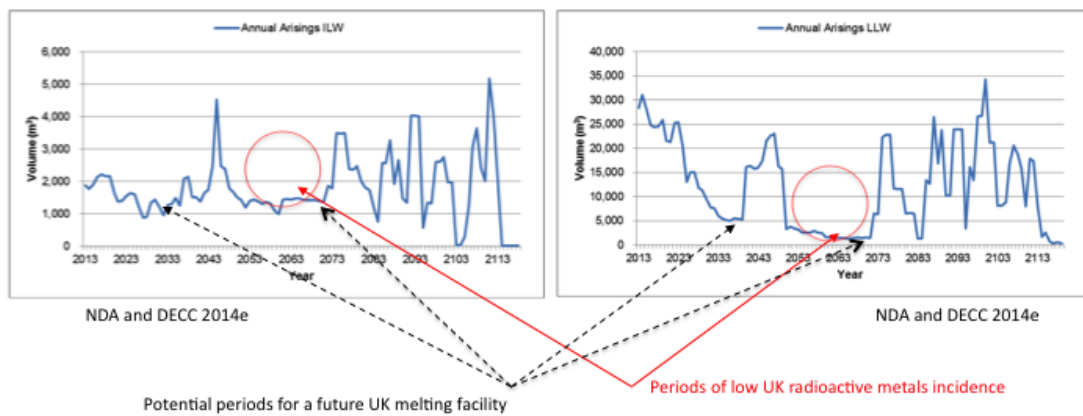 Annual Arisings ILW
6,000
5,000
4,000
3,000
2,000
1,000
0
Volume (m³)
2013 2023 2033 2043 2053 2063 2073 2083 2093 2103 2113
Year
NDA and DECC 2014e
Annual Arisings LLW
40,000
35,000
30,000
25,000
20,000
15,000
10,000
5,000
0
Volume (m³)
2013 2023 2033 2043 2053 2063 2073 2083 2093 2103 2113
Year
NDA and DECC 2014e
Periods of low UK radioactive metals incidence
Potential periods for a future UK melting facility